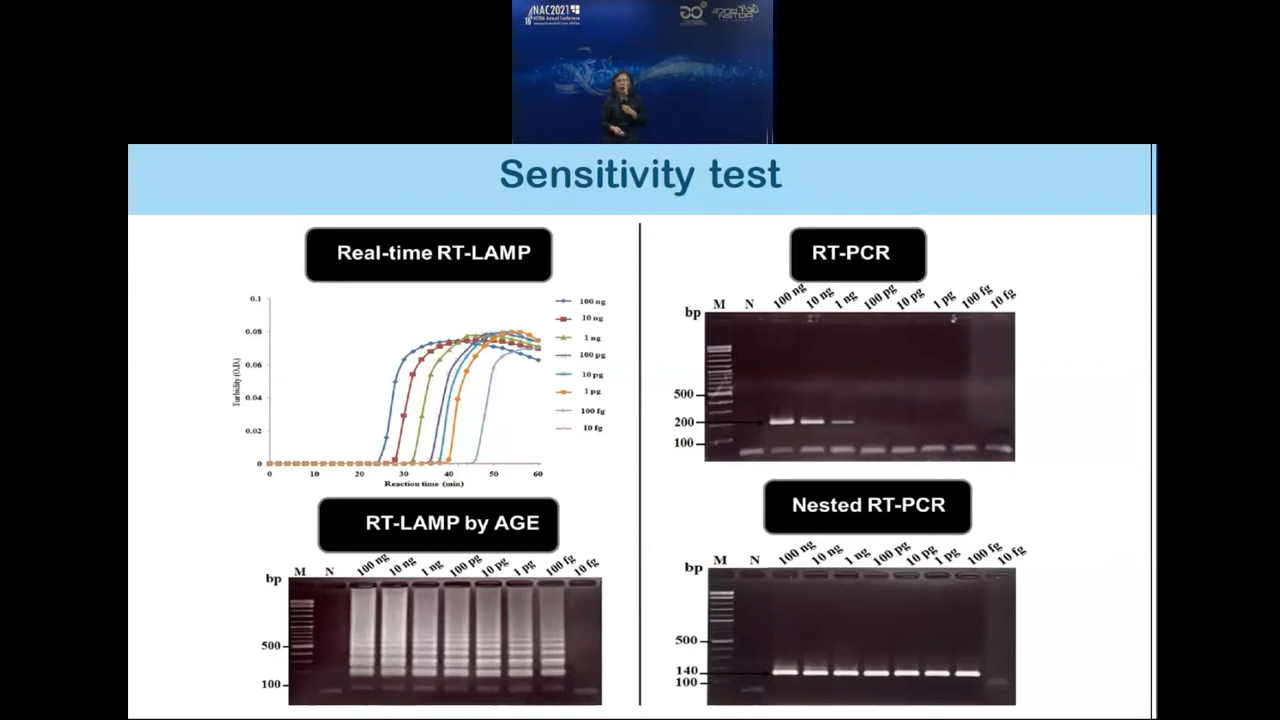 16th NAC2021
NSTDA Annual Conference
Sensitivity test
Real-time RT-LAMP
0.1
0.08
0.06
0.04
0.02
0
Turbidity (O.D.)
0 10 20 30 40 50 60
Reaction time (min)
100 ng
10 ng
1 ng
100 pg
10 pg
1 pg
100 fg
10 fg
RT-LAMP by AGE
bp M N 100 ng 10 ng 1 ng 100 pg 10 pg 1 pg 100 fg 10 fg
500
100
RT-PCR
bp M N 100 ng 10 ng 1 ng 100 pg 10 pg 1 pg 100 fg 10 fg
500
200
100
Nested RT-PCR
bp M N 100 ng 10 ng 1 ng 100 pg 10 pg 1 pg 100 fg 10 fg
500
140
100